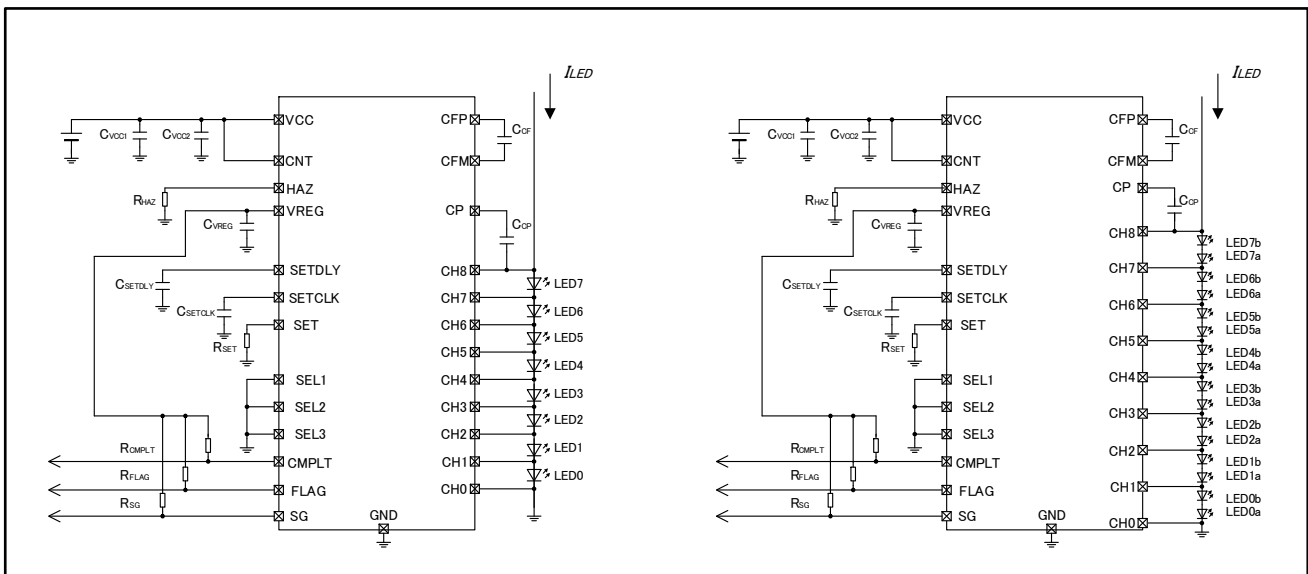 ILED
VCC
CVCC1
CVCC2
CNT
HAZ
RHAZ
VREG
CVREG
SETDLY
CSETDLY
SETCLK
CSETCLK
SET
RSET
SEL1
SEL2
SEL3
RCMPLT
CMPLT
RFLAG
FLAG
RSG
SG
GND
CFP
CCF
CFM
CP
CCP
CH8
LED7
CH7
LED6
CH6
LED5
CH5
LED4
CH4
LED3
CH3
LED2
CH2
LED1
CH1
LED0
CH0
ILED
VCC
CVCC1
CVCC2
CNT
HAZ
RHAZ
VREG
CVREG
SETDLY
CSETDLY
SETCLK
CSETCLK
SET
RSET
SEL1
SEL2
SEL3
RCMPLT
CMPLT
RFLAG
FLAG
RSG
SG
GND
CFP
CCF
CFM
CP
CCP
CH8
LED7b
LED7a
CH7
LED6b
LED6a
CH6
LED5b
LED5a
CH5
LED4b
LED4a
CH4
LED3b
LED3a
CH3
LED2b
LED2a
CH2
LED1b
LED1a
CH1
LED0b
LED0a
CH0